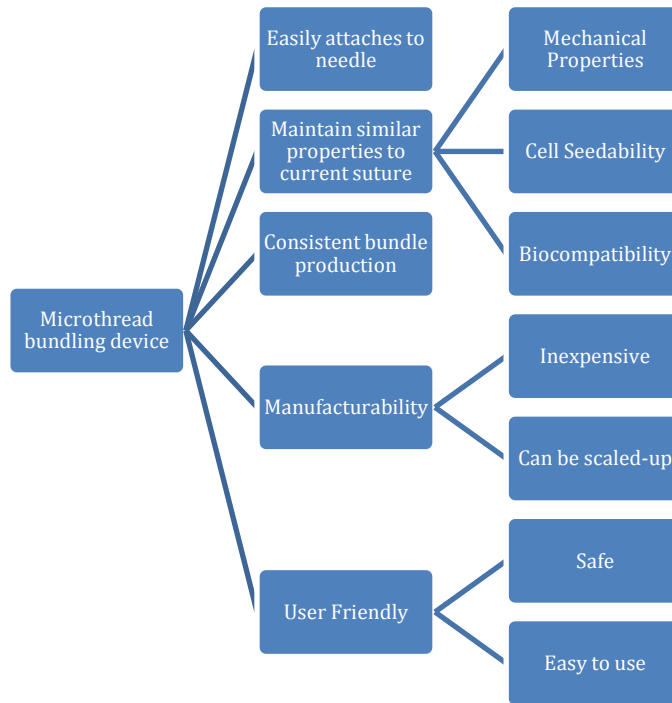 Microthread
bundling device
Easily attaches to
needle
Maintain similar
properties to
current suture
Mechanical
Properties
Cell Seedability
Biocompatibility
Consistent bundle
production
Manufacturability
Inexpensive
Can be scaled-up
User Friendly
Safe
Easy to use